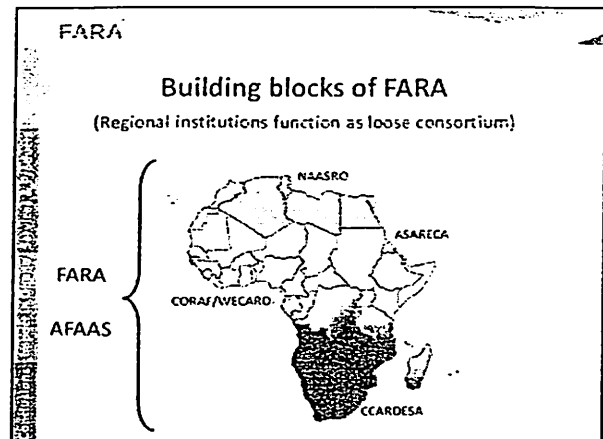 FARA
Building blocks of FARA
(Regional institutions function as loose consortium)
NAASRO
ASARECA
FARA
CORAF/WECARD
AFAAS
CCARDESA